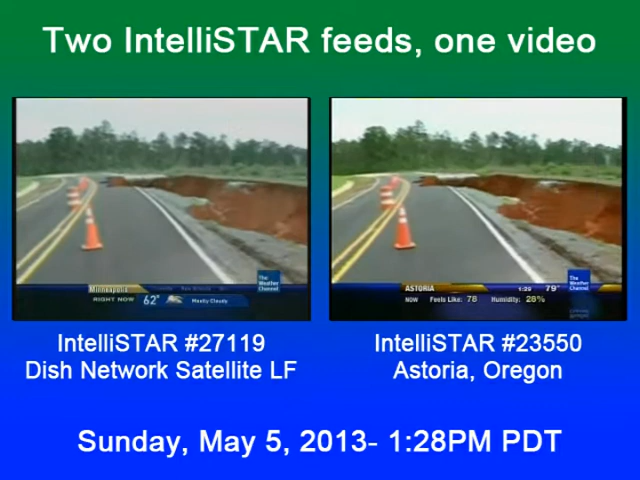 Two IntelliSTAR feeds, one video
Minneapolis
RIGHT NOW 62° Mostly Cloudy
The Weather Channel
ASTORIA 1:28 79°
NOW Feels Like: 78 Humidity: 28%
The Weather Channel
IntelliSTAR #27119
Dish Network Satellite LF
IntelliSTAR #23550
Astoria, Oregon
Sunday, May 5, 2013- 1:28PM PDT